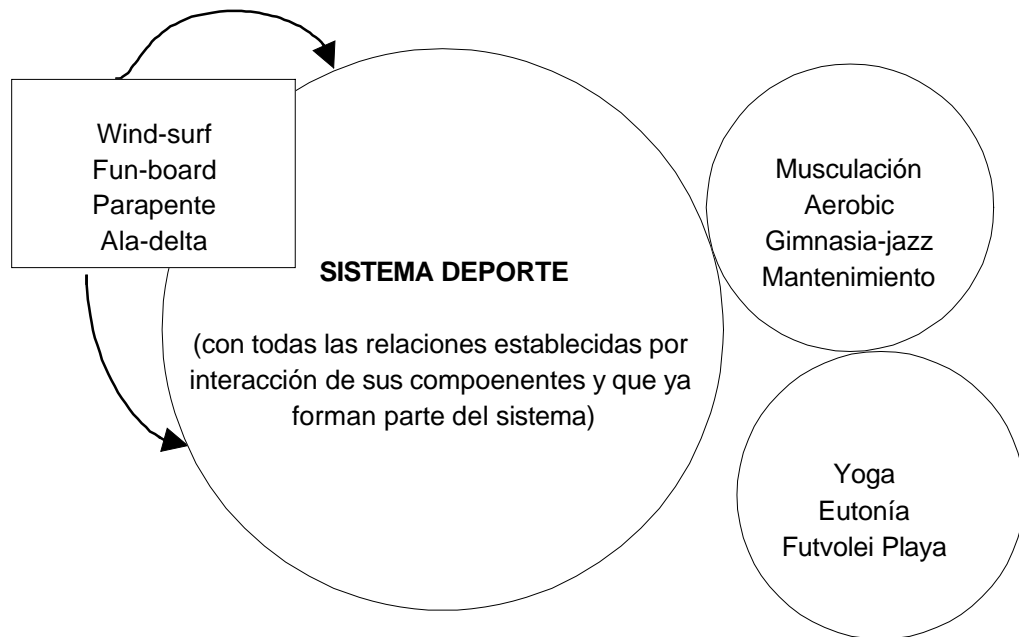 Wind-surf
Fun-board
Parapente
Ala-delta
SISTEMA DEPORTE
(con todas las relaciones establecidas por
interacción de sus compoenentes y que ya
forman parte del sistema)
Musculación
Aerobic
Gimnasia-jazz
Mantenimiento
Yoga
Eutonía
Futvolei Playa